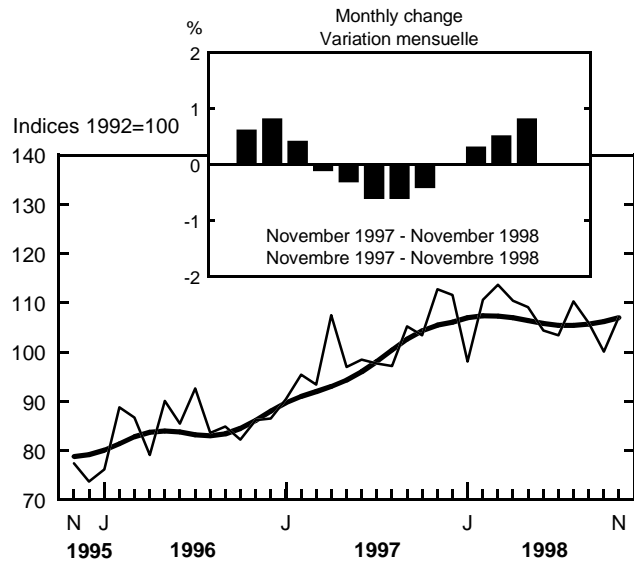 Monthly change
Variation mensuelle
%
2
1
0
-1
-2
November 1997 - November 1998
Novembre 1997 - Novembre 1998
Indices 1992=100
140
130
120
110
100
90
80
70
N J J J N
1995 1996 1997 1998